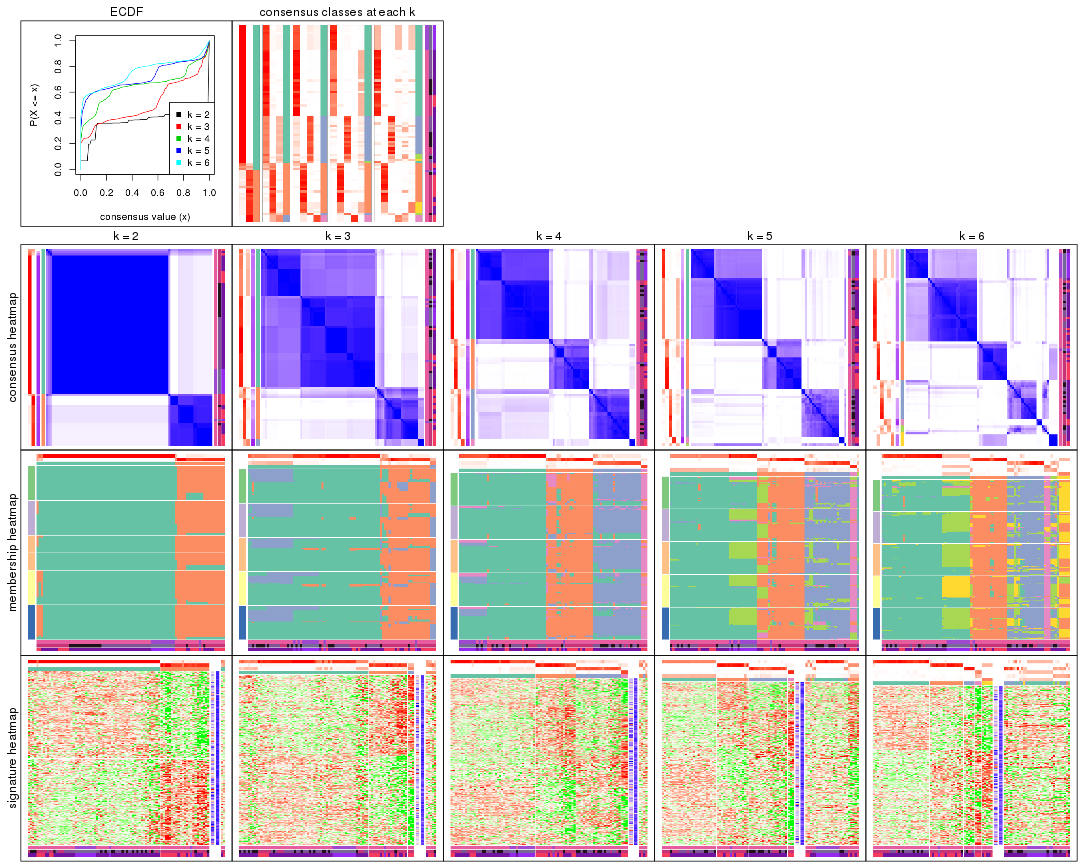 ECDF
consensus classes at each k
P(X <= x)
0.0 0.2 0.4 0.6 0.8 1.0
k = 2
k = 3
k = 4
k = 5
k = 6
0.0 0.2 0.4 0.6 0.8 1.0
consensus value (x)
k = 2
k = 3
k = 4
k = 5
k = 6
consensus heatmap
membership heatmap
signature heatmap